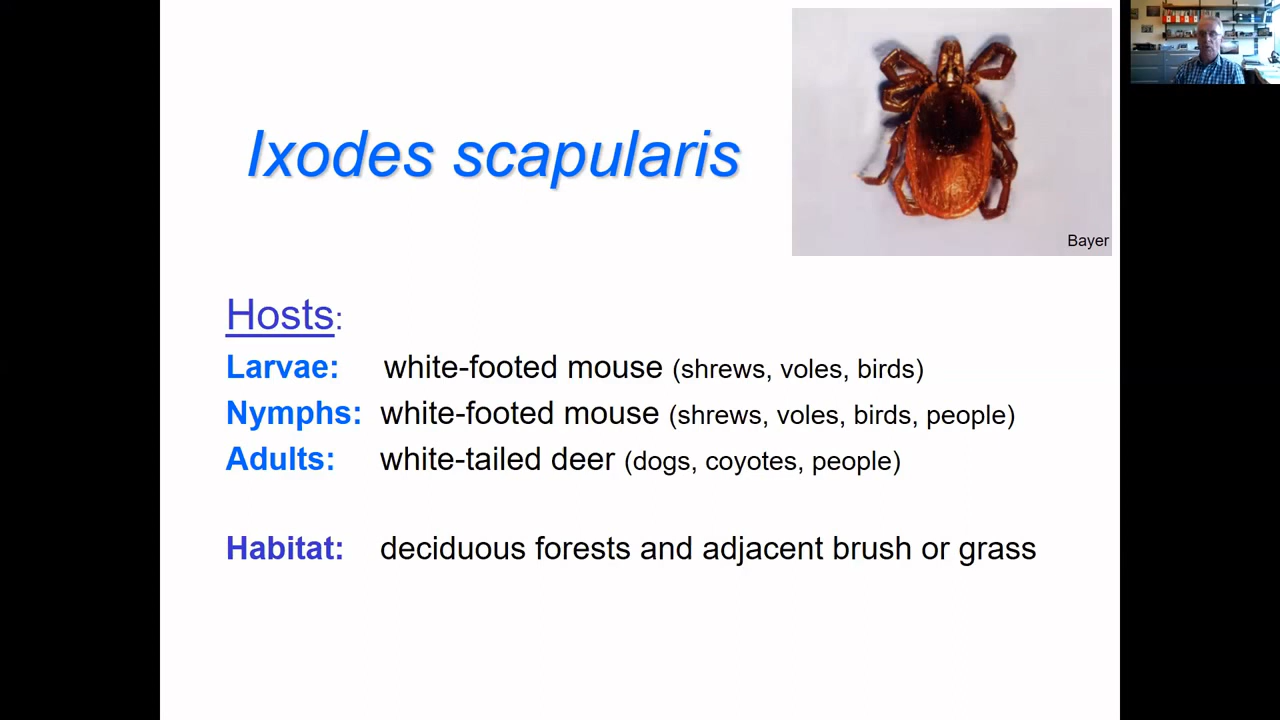 Ixodes scapularis
Bayer
Hosts:
Larvae: white-footed mouse (shrews, voles, birds)
Nymphs: white-footed mouse (shrews, voles, birds, people)
Adults: white-tailed deer (dogs, coyotes, people)
Habitat: deciduous forests and adjacent brush or grass